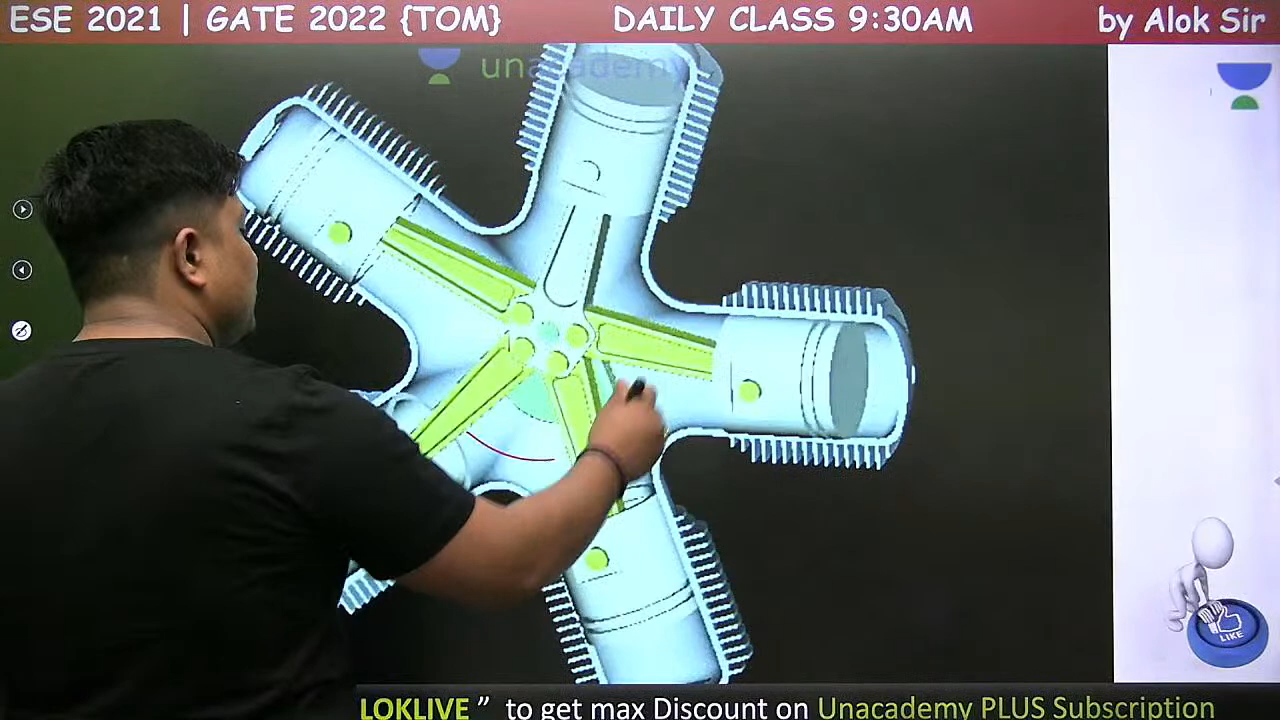 ESE 2021 | GATE 2022 {TOM} DAILY CLASS 9:30AM by Alok Sir
unacademy
LIKE
LOKLIVE ” to get max Discount on Unacademy PLUS Subscription